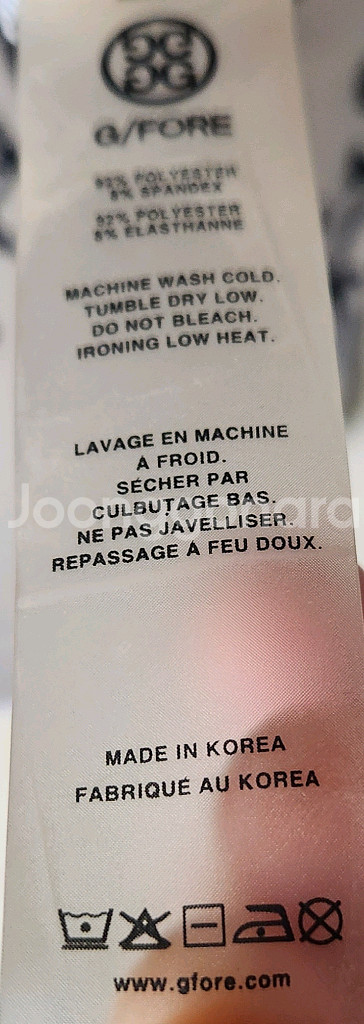 G/FORE
92% POLYESTER
8% SPANDEX
92% POLYESTER
8% ÉLASTHANNE
MACHINE WASH COLD.
TUMBLE DRY LOW.
DO NOT BLEACH.
IRONING LOW HEAT.
LAVAGE EN MACHINE
À FROID.
SÉCHER PAR
CULBUTAGE BAS.
NE PAS JAVELLISER.
REPASSAGE À FEU DOUX.
Joonggonara
MADE IN KOREA
FABRIQUÉ AU KOREA
www.gfore.com